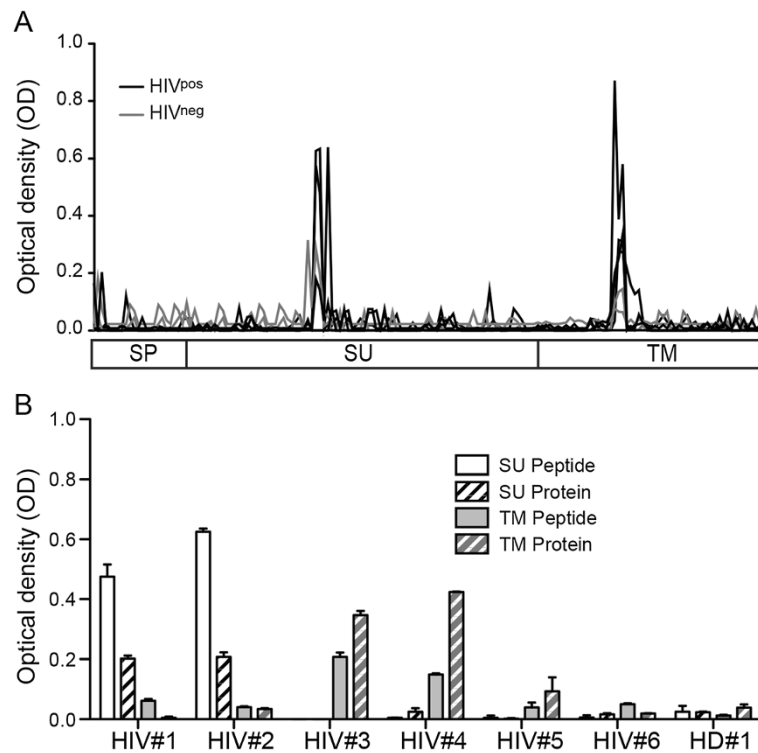 A
Optical density (OD)
1.0
0.8
0.6
0.4
0.2
0.0
HIVpos
HIVneg
SP SU TM
B
Optical density (OD)
1.0
0.8
0.6
0.4
0.2
0.0
SU Peptide
SU Protein
TM Peptide
TM Protein
HIV#1 HIV#2 HIV#3 HIV#4 HIV#5 HIV#6 HD#1